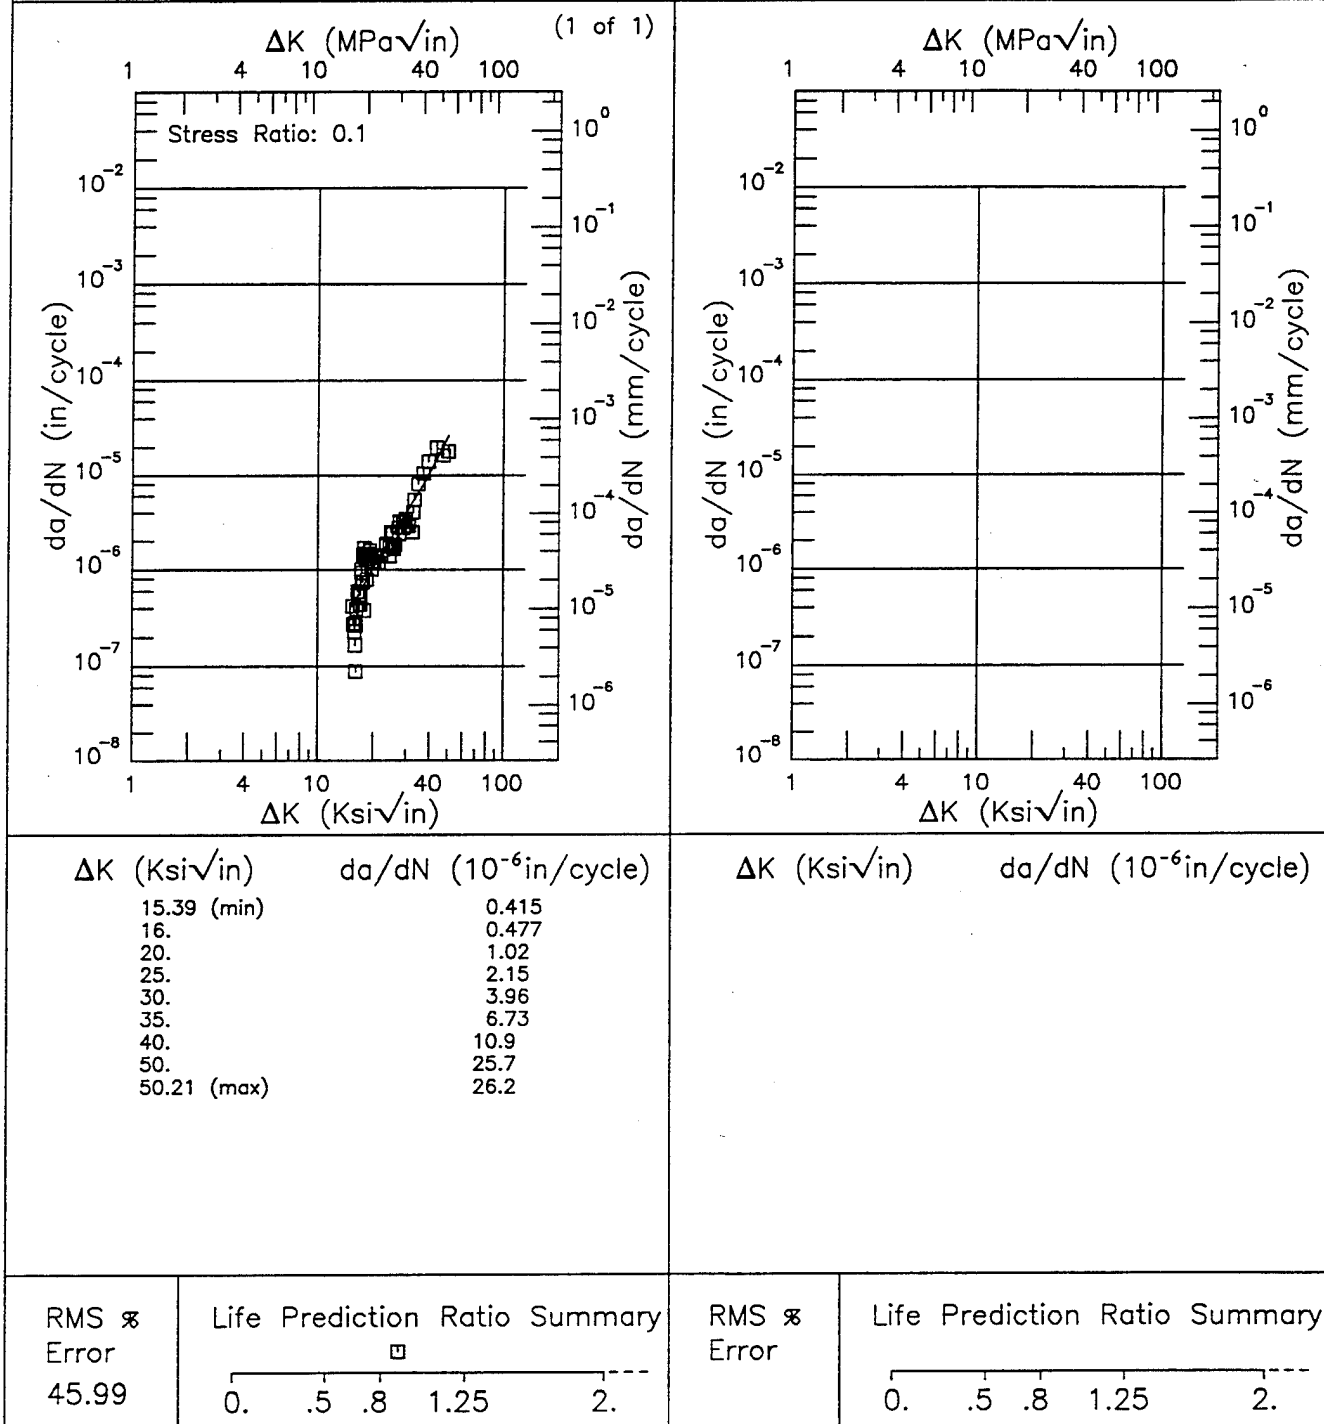 (1 of 1)
ΔK (MPa√in)
1 4 10 40 100
Stress Ratio: 0.1
da/dN (in/cycle)
10⁻²
10⁻³
10⁻⁴
10⁻⁵
10⁻⁶
10⁻⁷
10⁻⁸
da/dN (mm/cycle)
10⁰
10⁻¹
10⁻²
10⁻³
10⁻⁴
10⁻⁵
10⁻⁶
1 4 10 40 100
ΔK (Ksi√in)
ΔK (MPa√in)
1 4 10 40 100
da/dN (in/cycle)
10⁻²
10⁻³
10⁻⁴
10⁻⁵
10⁻⁶
10⁻⁷
10⁻⁸
da/dN (mm/cycle)
10⁰
10⁻¹
10⁻²
10⁻³
10⁻⁴
10⁻⁵
10⁻⁶
1 4 10 40 100
ΔK (Ksi√in)
ΔK (Ksi√in) da/dN (10⁻⁶in/cycle)
15.39 (min) 0.415
16. 0.477
20. 1.02
25. 2.15
30. 3.96
35. 6.73
40. 10.9
50. 25.7
50.21 (max) 26.2
ΔK (Ksi√in) da/dN (10⁻⁶in/cycle)
RMS %
Error
45.99
Life Prediction Ratio Summary
0. .5 .8 1.25 2.
RMS %
Error
Life Prediction Ratio Summary
0. .5 .8 1.25 2.